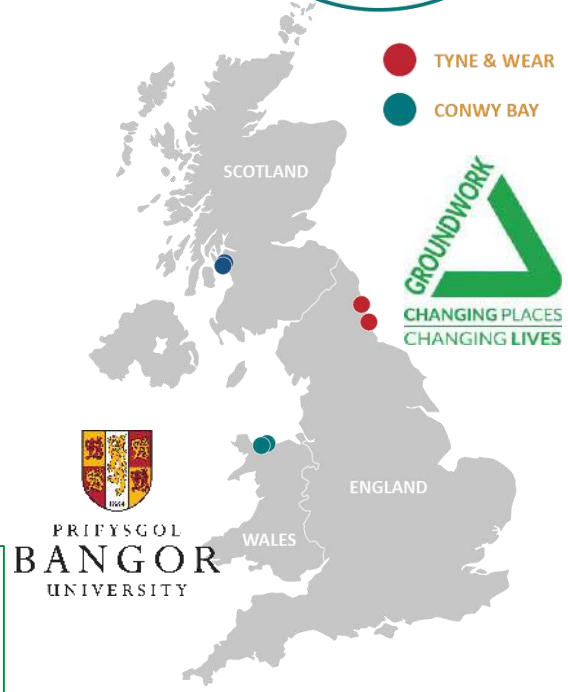 TYNE & WEAR
CONWY BAY
SCOTLAND
GROUNDWORK
CHANGING PLACES
CHANGING LIVES
ENGLAND
PRIFYSGOL
BANGOR
UNIVERSITY
WALES